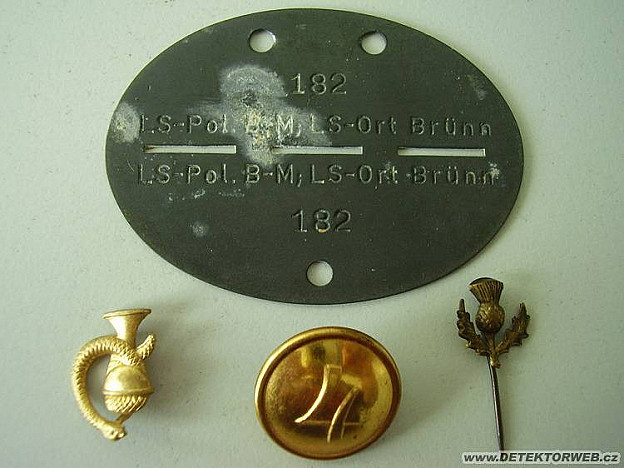 182
LS-Pol. B-M; LS-Ort Brünn
LS-Pol. B-M; LS-Ort Brünn
182
www.DETEKTORWEB.cz